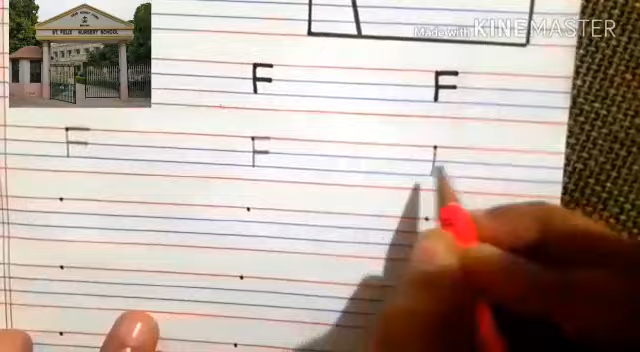 ST. FELIX NURSERY SCHOOL
Made with KINEMASTER
F F
F F